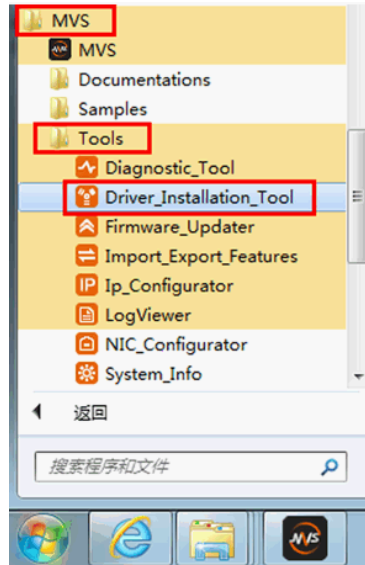 MVS
MVS
Documentations
Samples
Tools
Diagnostic_Tool
Driver_Installation_Tool
Firmware_Updater
Import_Export_Features
IP Ip_Configurator
LogViewer
NIC_Configurator
System_Info
返回
搜索程序和文件
MVS